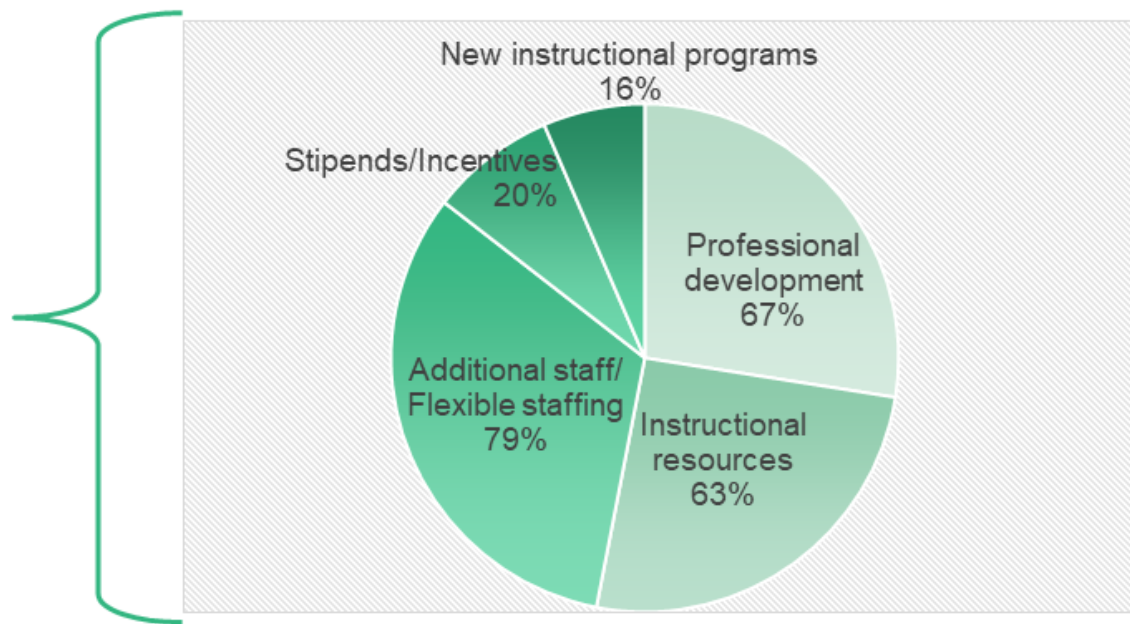 New instructional programs
16%
Stipends/Incentives
20%
Professional
development
67%
Additional staff/
Flexible staffing
79%
Instructional
resources
63%